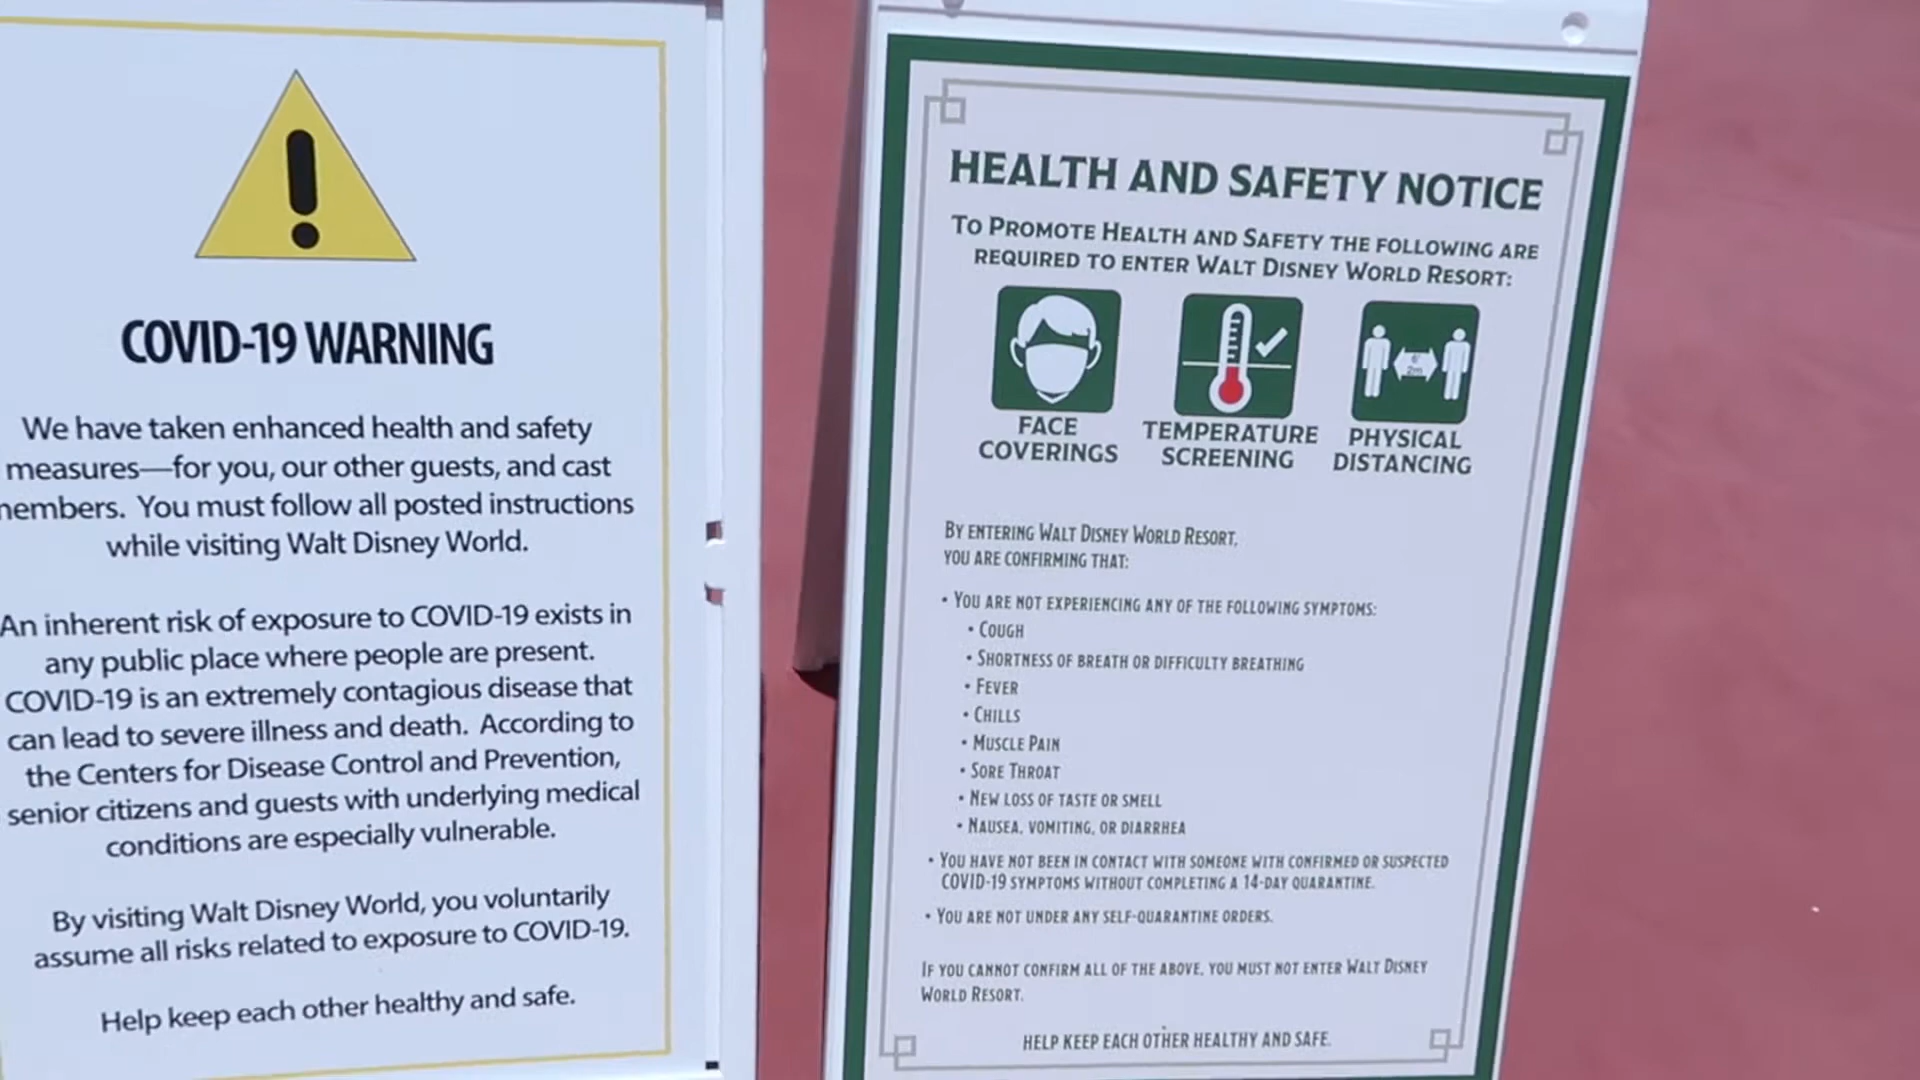 COVID-19 WARNING
We have taken enhanced health and safety
measures—for you, our other guests, and cast
members. You must follow all posted instructions
while visiting Walt Disney World.
An inherent risk of exposure to COVID-19 exists in
any public place where people are present.
COVID-19 is an extremely contagious disease that
can lead to severe illness and death. According to
the Centers for Disease Control and Prevention,
senior citizens and guests with underlying medical
conditions are especially vulnerable.
By visiting Walt Disney World, you voluntarily
assume all risks related to exposure to COVID-19.
Help keep each other healthy and safe.
HEALTH AND SAFETY NOTICE
TO PROMOTE HEALTH AND SAFETY THE FOLLOWING ARE
REQUIRED TO ENTER WALT DISNEY WORLD RESORT:
6'
2m
FACE
COVERINGS
TEMPERATURE
SCREENING
PHYSICAL
DISTANCING
BY ENTERING WALT DISNEY WORLD RESORT,
YOU ARE CONFIRMING THAT:
• YOU ARE NOT EXPERIENCING ANY OF THE FOLLOWING SYMPTOMS:
• COUGH
• SHORTNESS OF BREATH OR DIFFICULTY BREATHING
• FEVER
• CHILLS
• MUSCLE PAIN
• SORE THROAT
• NEW LOSS OF TASTE OR SMELL
• NAUSEA, VOMITING, OR DIARRHEA
• YOU HAVE NOT BEEN IN CONTACT WITH SOMEONE WITH CONFIRMED OR SUSPECTED
COVID-19 SYMPTOMS WITHOUT COMPLETING A 14-DAY QUARANTINE.
• YOU ARE NOT UNDER ANY SELF-QUARANTINE ORDERS.
IF YOU CANNOT CONFIRM ALL OF THE ABOVE, YOU MUST NOT ENTER WALT DISNEY
WORLD RESORT.
HELP KEEP EACH OTHER HEALTHY AND SAFE.